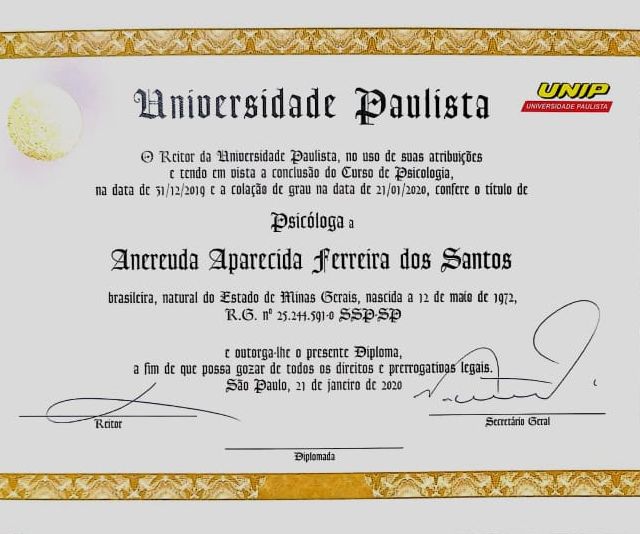 Universidade Paulista
UNIP
UNIVERSIDADE PAULISTA
O Reitor da Universidade Paulista, no uso de suas atribuições
e tendo em vista a conclusão do Curso de Psicologia,
na data de 31/12/2019 e a colação de grau na data de 21/01/2020, confere o título de
Psicóloga a
Anereuda Aparecida Ferreira dos Santos
brasileira, natural do Estado de Minas Gerais, nascida a 12 de maio de 1972,
R.G. nº 25.244.591-0 SSP-SP
e outorga-lhe o presente Diploma,
a fim de que possa gozar de todos os direitos e prerrogativas legais.
São Paulo, 21 de janeiro de 2020
Reitor
Secretário Geral
Diplomada